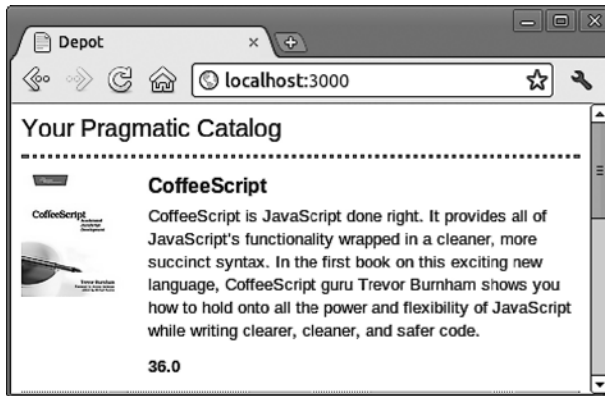 Depot
localhost:3000
Your Pragmatic Catalog
CoffeeScript
CoffeeScript is JavaScript done right. It provides all of
JavaScript's functionality wrapped in a cleaner, more
succinct syntax. In the first book on this exciting new
language, CoffeeScript guru Trevor Burnham shows you
how to hold onto all the power and flexibility of JavaScript
while writing clearer, cleaner, and safer code.
36.0
CoffeeScript
Accelerated
JavaScript
Development
Trevor Burnham